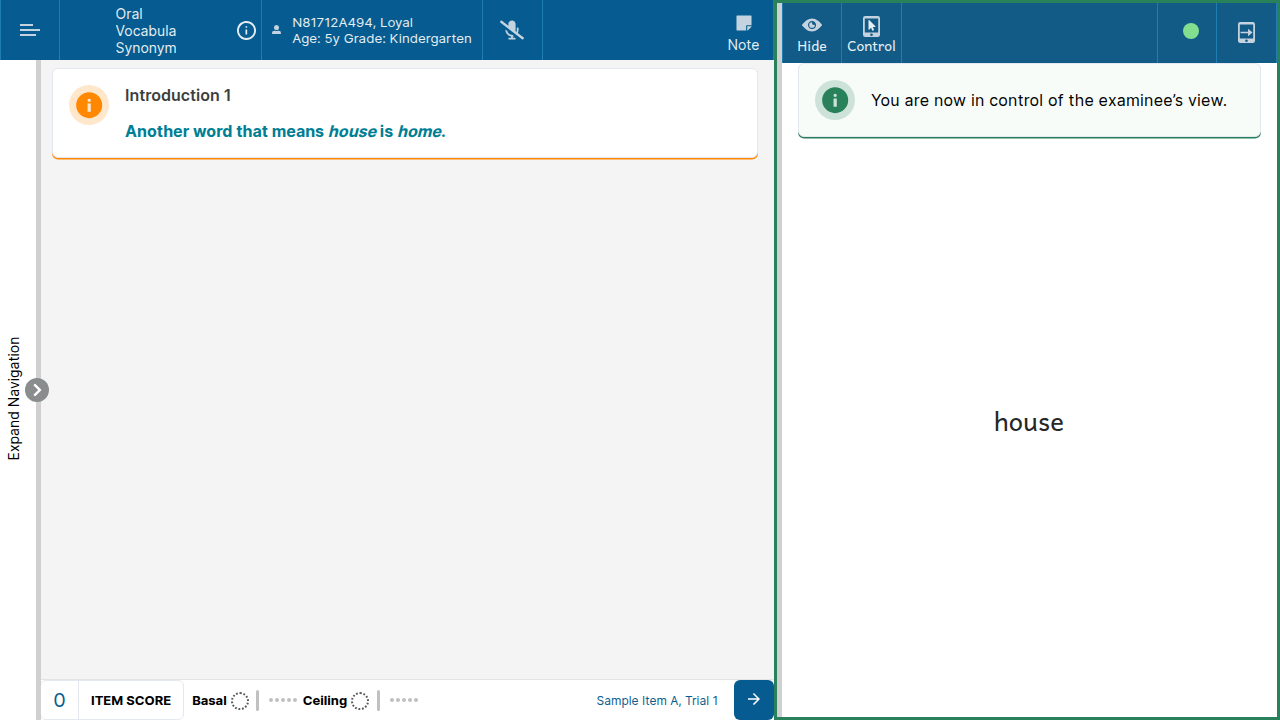 Oral
Vocabula
Synonym
N81712A494, Loyal
Age: 5y Grade: Kindergarten
Note
Hide
Control
Introduction 1
Another word that means house is home.
You are now in control of the examinee's view.
Expand Navigation
house
0
ITEM SCORE
Basal
Ceiling
Sample Item A, Trial 1